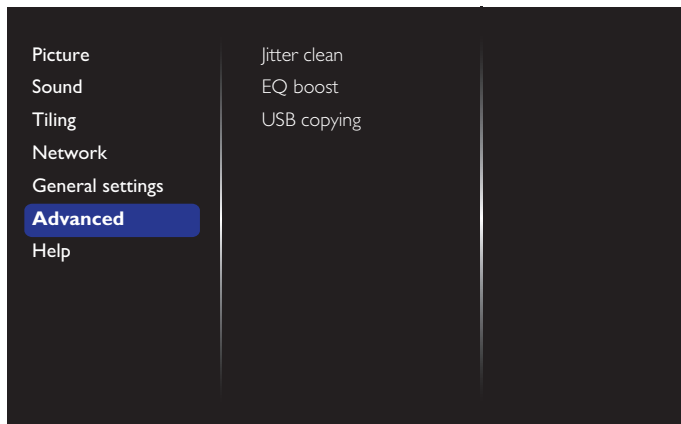 Picture
Sound
Tiling
Network
General settings
Advanced
Help
Jitter clean
EQ boost
USB copying